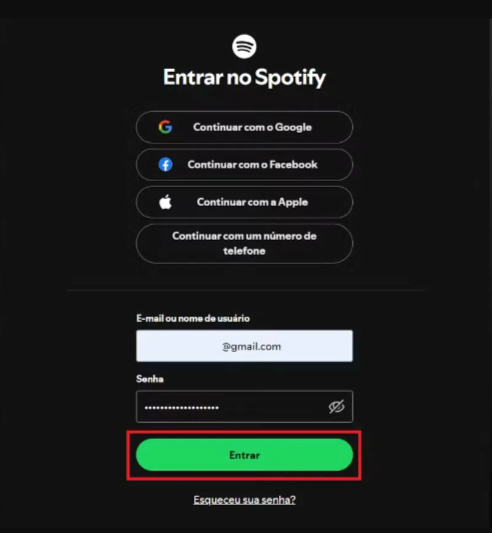 Entrar no Spotify
Continuar com o Google
Continuar com o Facebook
Continuar com a Apple
Continuar com um número de
telefone
E-mail ou nome de usuário
@gmail.com
Senha
Entrar
Esqueceu sua senha?